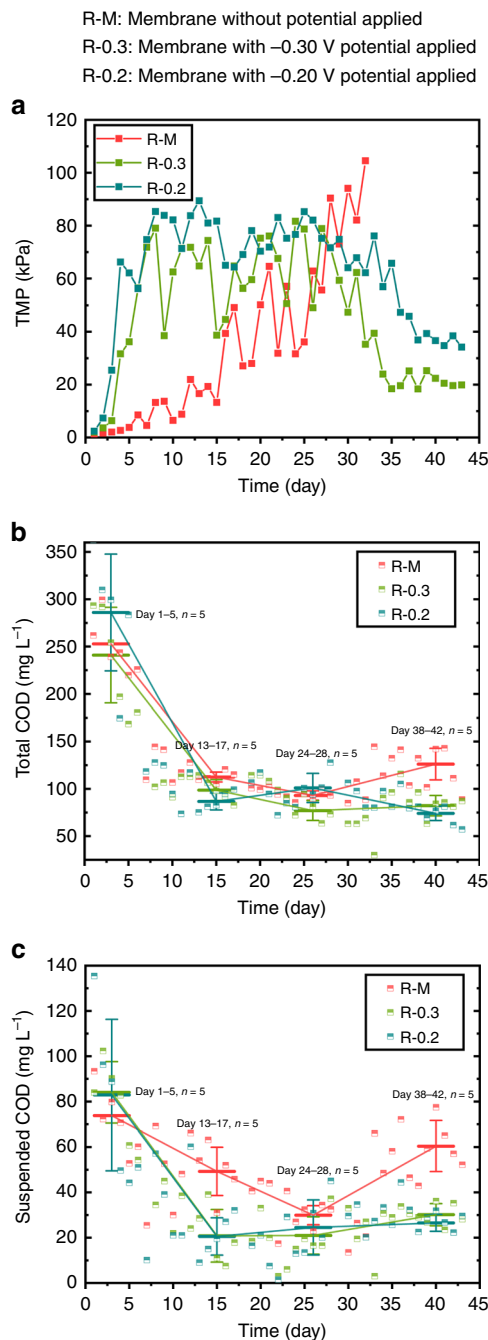 R-M: Membrane without potential applied
R-0.3: Membrane with –0.30 V potential applied
R-0.2: Membrane with –0.20 V potential applied
a
120
100
80
60
40
20
0
TMP (kPa)
R-M
R-0.3
R-0.2
0 5 10 15 20 25 30 35 40 45
Time (day)
b
350
300
250
200
150
100
50
Total COD (mg L–1)
R-M
R-0.3
R-0.2
Day 1–5, n = 5
Day 13–17, n = 5
Day 24–28, n = 5
Day 38–42, n = 5
0 5 10 15 20 25 30 35 40 45
Time (day)
c
140
120
100
80
60
40
20
0
Suspended COD (mg L–1)
R-M
R-0.3
R-0.2
Day 1–5, n = 5
Day 13–17, n = 5
Day 24–28, n = 5
Day 38–42, n = 5
0 5 10 15 20 25 30 35 40 45
Time (day)